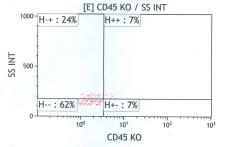 [E] CD45 KO / SS INT
H-+ : 24%
H++ : 7%
1000
SS INT
500
H-- : 62%
H+- : 7%
0
10⁰
10¹
10²
10³
CD45 KO